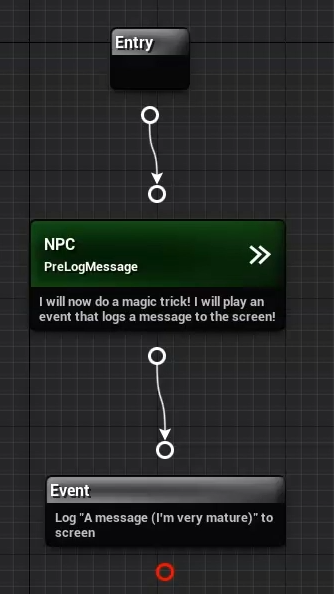 Entry
NPC
PreLogMessage
I will now do a magic trick! I will play an
event that logs a message to the screen!
Event
Log "A message (I'm very mature)" to
screen